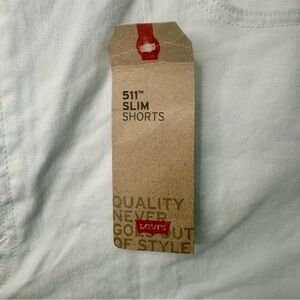 511™
SLIM
SHORTS
QUALITY
NEVER
GOES OUT
OF STYLE
Levi's